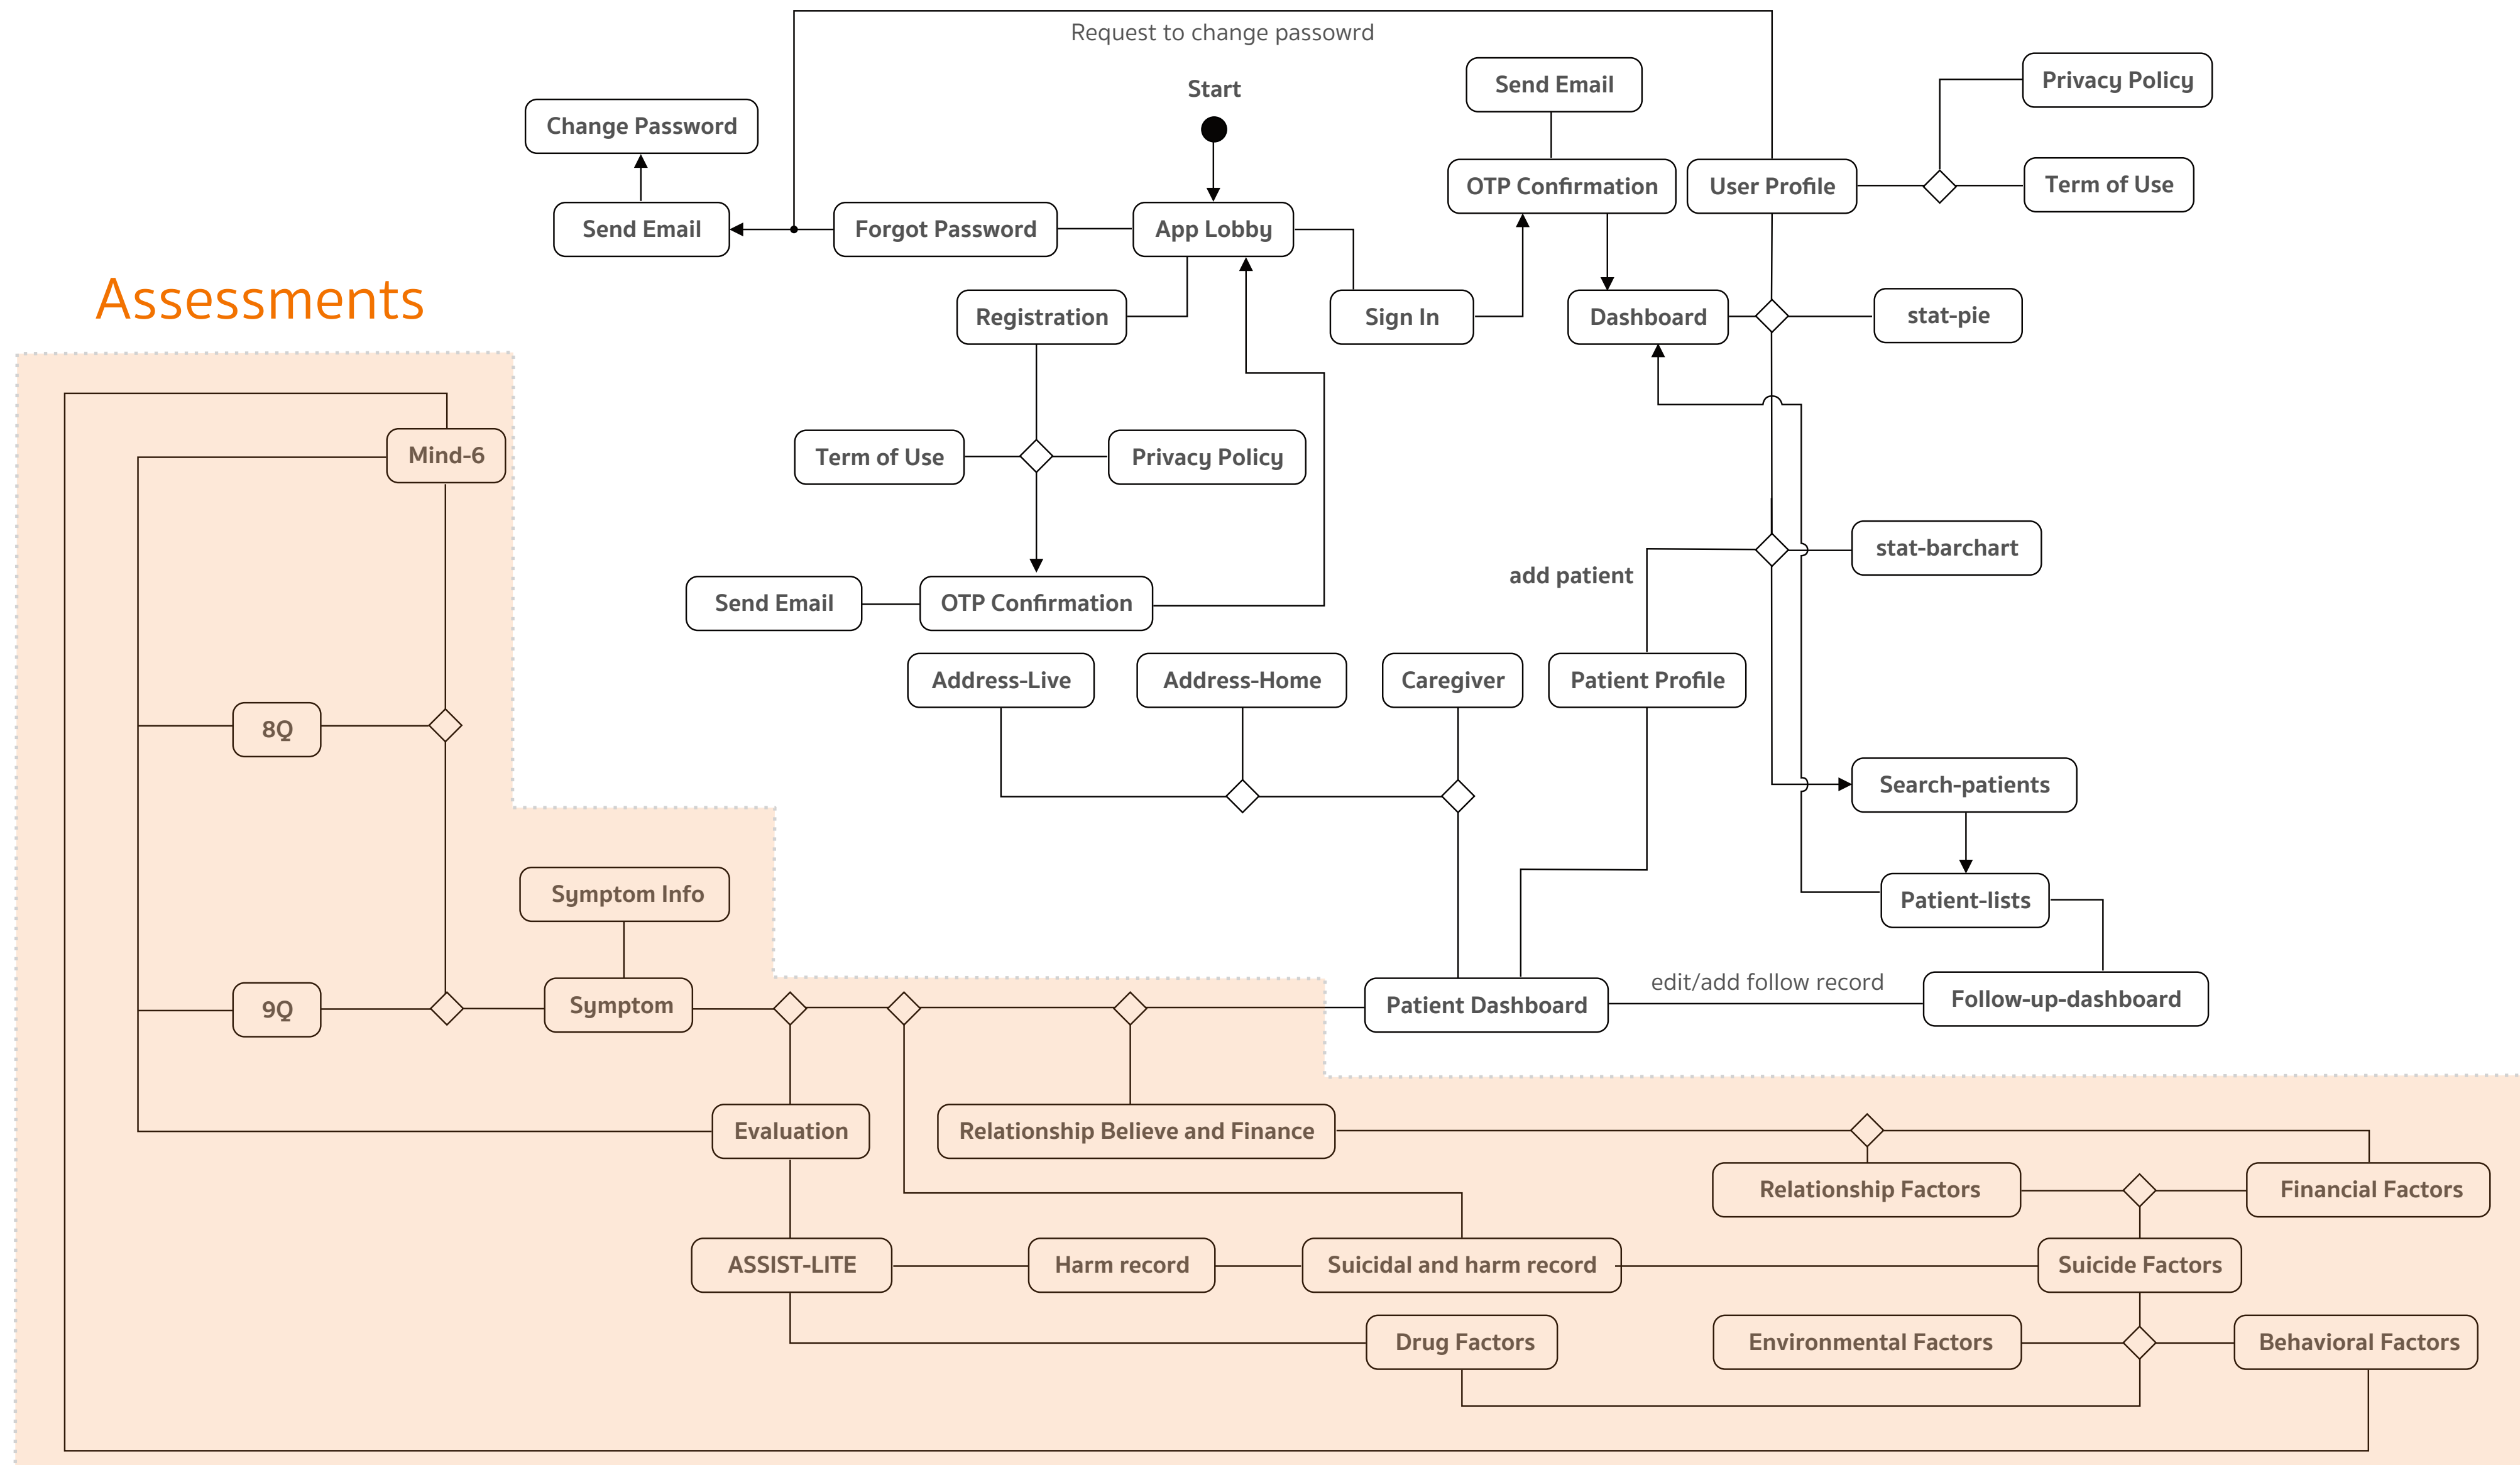 Request to change passowrd
Start
Send Email
Privacy Policy
Change Password
OTP Confirmation
User Profile
Term of Use
Send Email
Forgot Password
App Lobby
Assessments
Registration
Sign In
Dashboard
stat-pie
Mind-6
Term of Use
Privacy Policy
stat-barchart
add patient
Send Email
OTP Confirmation
Address-Live
Address-Home
Caregiver
Patient Profile
8Q
Search-patients
Symptom Info
Patient-lists
9Q
Symptom
Patient Dashboard
edit/add follow record
Follow-up-dashboard
Evaluation
Relationship Believe and Finance
Relationship Factors
Financial Factors
ASSIST-LITE
Harm record
Suicidal and harm record
Suicide Factors
Drug Factors
Environmental Factors
Behavioral Factors